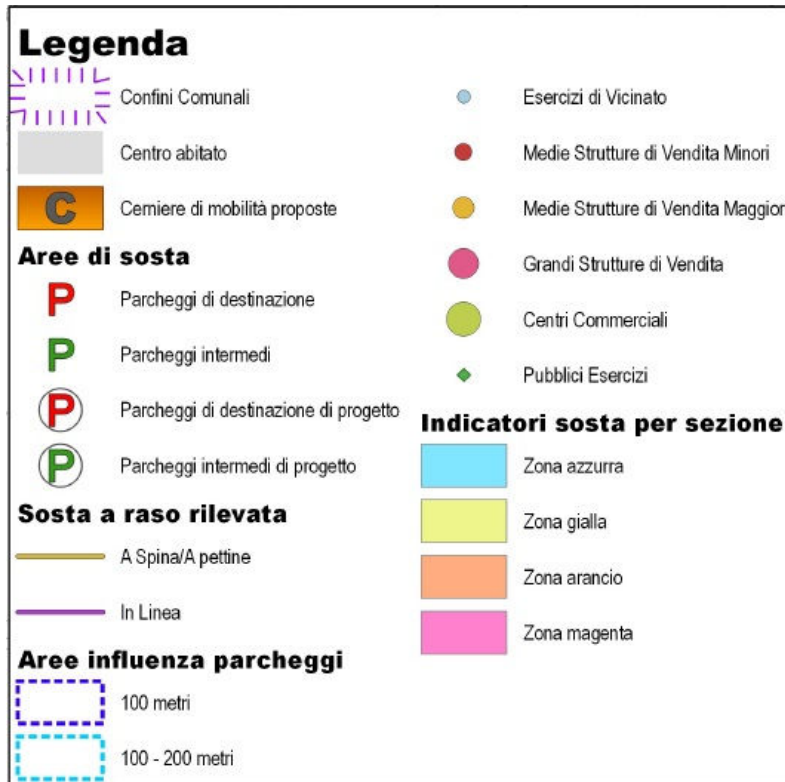 Legenda
Confini Comunali
Centro abitato
C
Cerniere di mobilità proposte
Aree di sosta
P
Parcheggi di destinazione
P
Parcheggi intermedi
P
Parcheggi di destinazione di progetto
P
Parcheggi intermedi di progetto
Sosta a raso rilevata
A Spina/A pettine
In Linea
Aree influenza parcheggi
100 metri
100 - 200 metri
Esercizi di Vicinato
Medie Strutture di Vendita Minori
Medie Strutture di Vendita Maggior
Grandi Strutture di Vendita
Centri Commerciali
Pubblici Esercizi
Indicatori sosta per sezione
Zona azzurra
Zona gialla
Zona arancio
Zona magenta